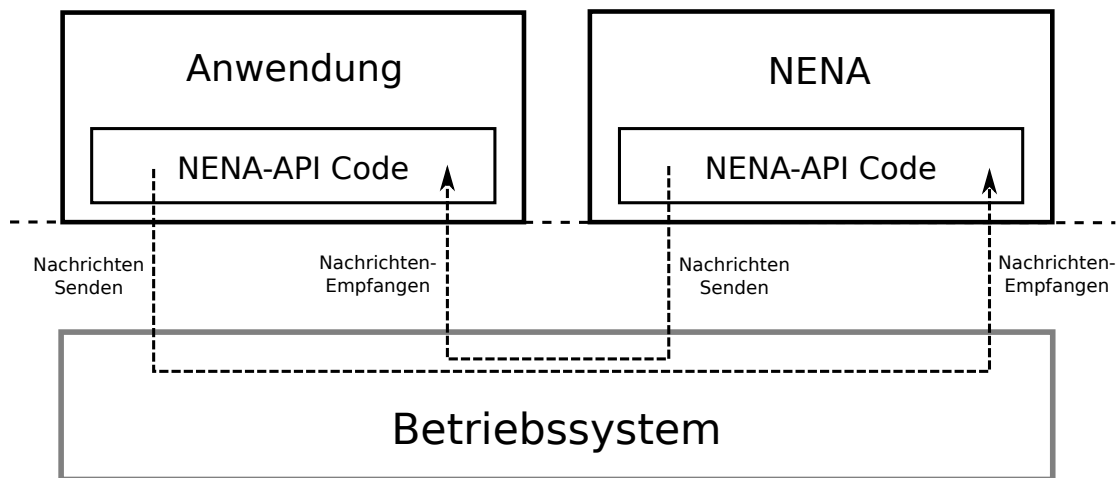 Anwendung
NENA
NENA-API Code
NENA-API Code
Nachrichten
Senden
Nachrichten-
Empfangen
Nachrichten
Senden
Nachrichten-
Empfangen
Betriebssystem